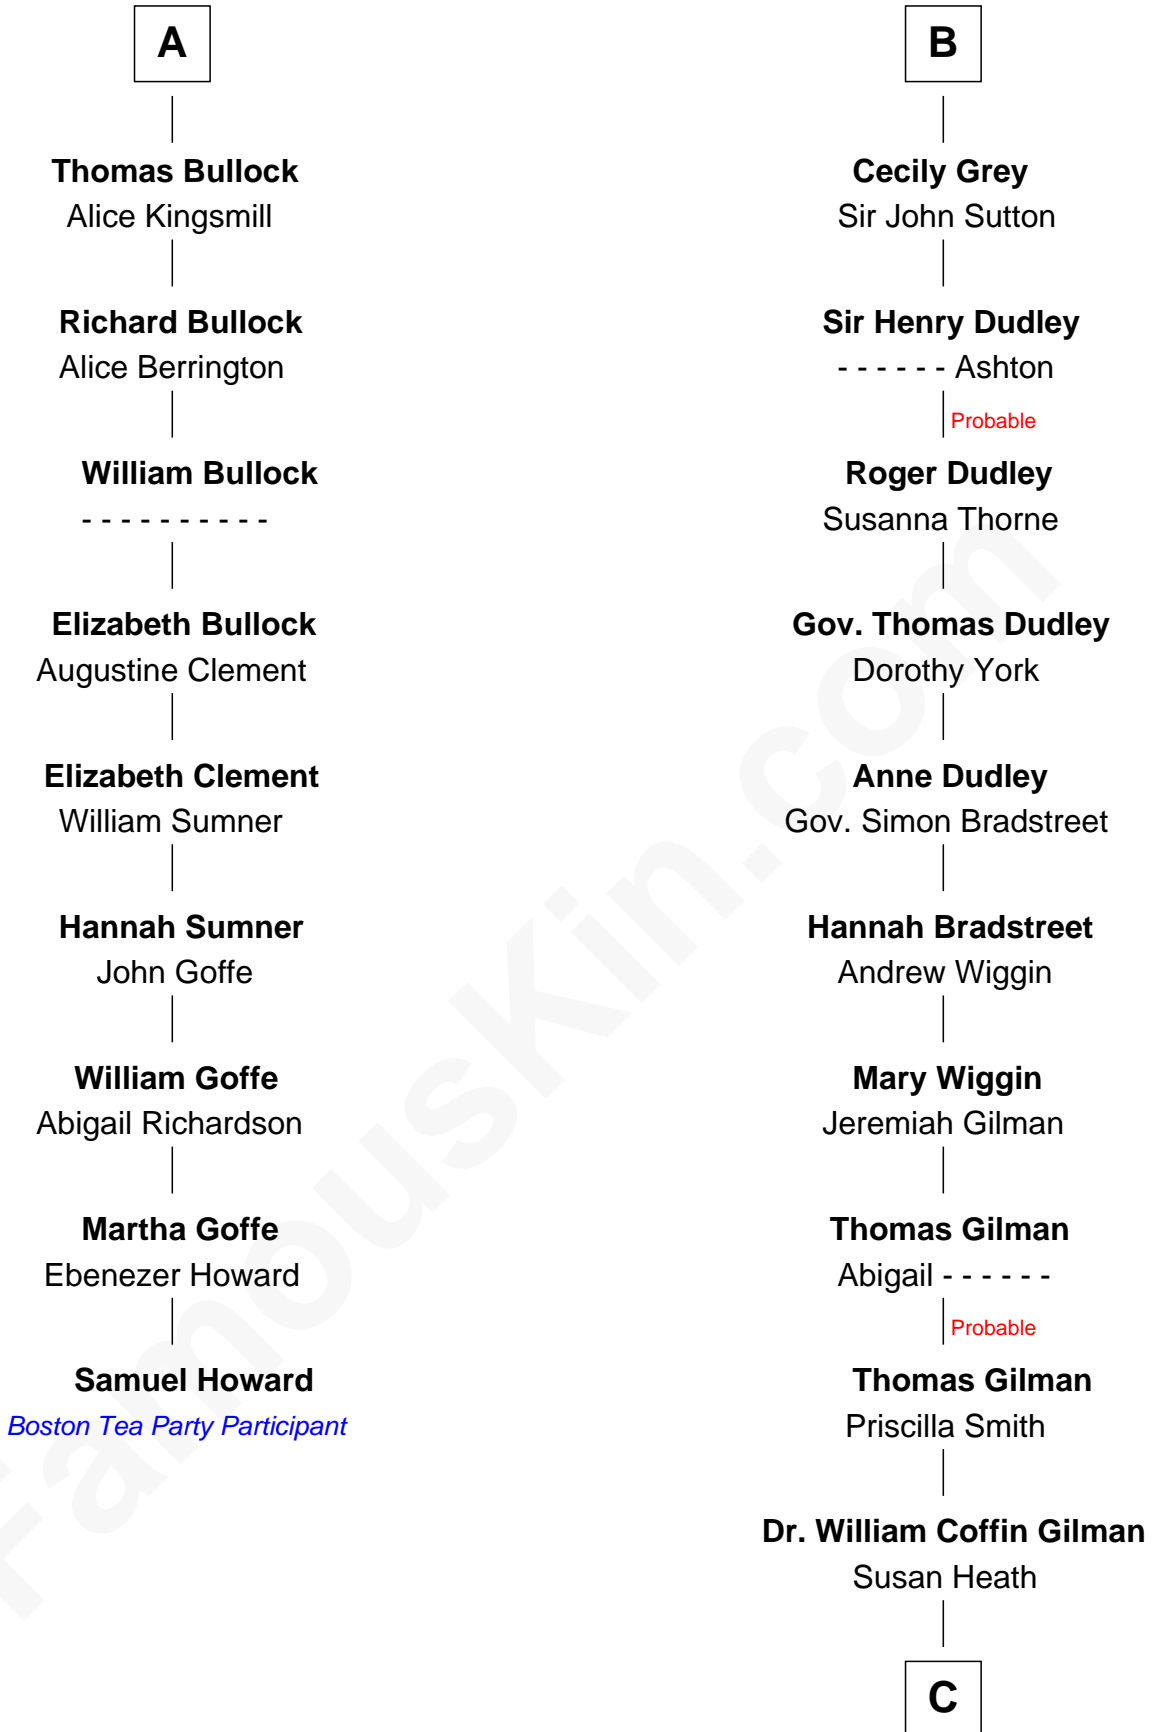 A
Thomas Bullock
Alice Kingsmill
Richard Bullock
Alice Berrington
William Bullock
- - - - - - - - - -
Elizabeth Bullock
Augustine Clement
Elizabeth Clement
William Sumner
Hannah Sumner
John Goffe
William Goffe
Abigail Richardson
Martha Goffe
Ebenezer Howard
Samuel Howard
Boston Tea Party Participant
B
Cecily Grey
Sir John Sutton
Sir Henry Dudley
- - - - - - Ashton
Probable
Roger Dudley
Susanna Thorne
Gov. Thomas Dudley
Dorothy York
Anne Dudley
Gov. Simon Bradstreet
Hannah Bradstreet
Andrew Wiggin
Mary Wiggin
Jeremiah Gilman
Thomas Gilman
Abigail - - - - - -
Probable
Thomas Gilman
Priscilla Smith
Dr. William Coffin Gilman
Susan Heath
C
FamousKin.com